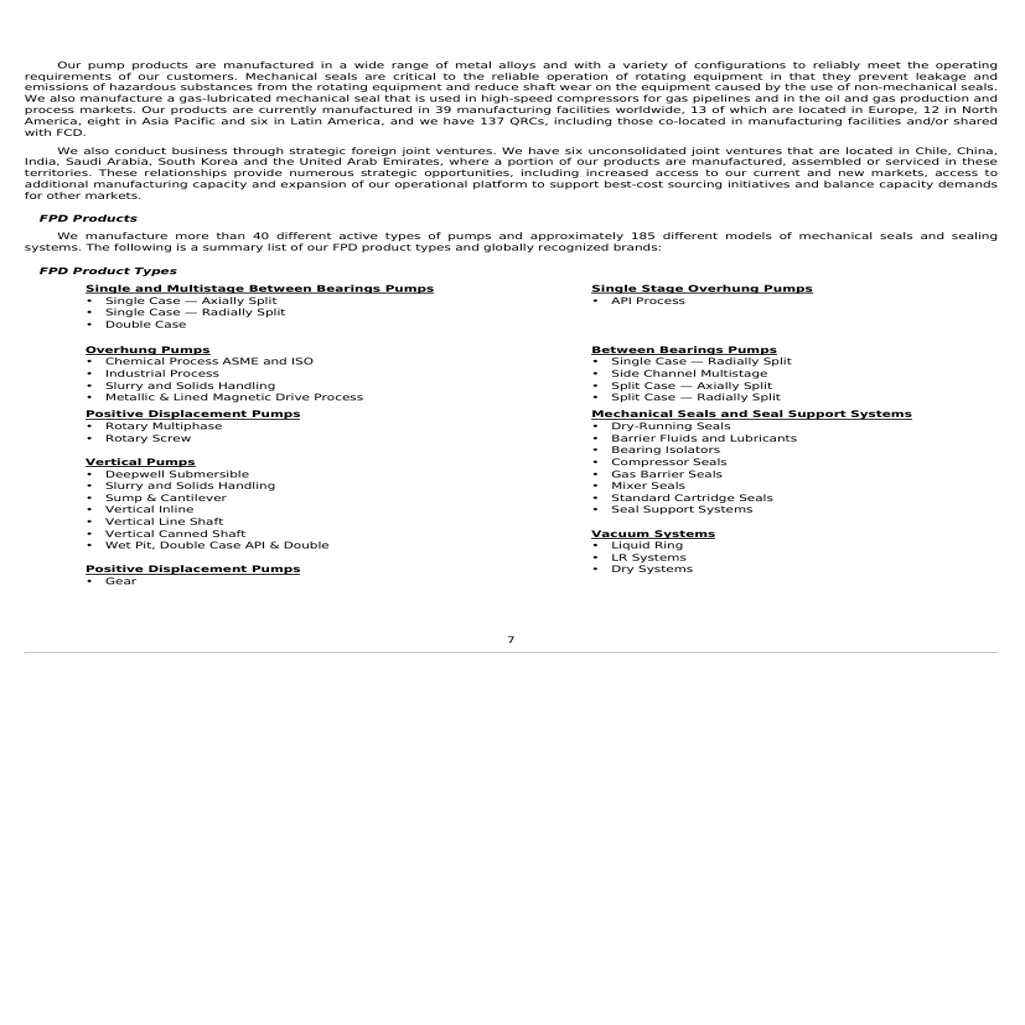 Our pump products are manufactured in a wide range of metal alloys and with a variety of configurations to reliably meet the operating
requirements of our customers. Mechanical seals are critical to the reliable operation of rotating equipment in that they prevent leakage and
emissions of hazardous substances from the rotating equipment and reduce shaft wear on the equipment caused by the use of non-mechanical seals.
We also manufacture a gas-lubricated mechanical seal that is used in high-speed compressors for gas pipelines and in the oil and gas production and
process markets. Our products are currently manufactured in 39 manufacturing facilities worldwide, 13 of which are located in Europe, 12 in North
America, eight in Asia Pacific and six in Latin America, and we have 137 QRCs, including those co-located in manufacturing facilities and/or shared
with FCD.
We also conduct business through strategic foreign joint ventures. We have six unconsolidated joint ventures that are located in Chile, China,
India, Saudi Arabia, South Korea and the United Arab Emirates, where a portion of our products are manufactured, assembled or serviced in these
territories. These relationships provide numerous strategic opportunities, including increased access to our current and new markets, access to
additional manufacturing capacity and expansion of our operational platform to support best-cost sourcing initiatives and balance capacity demands
for other markets.
FPD Products
We manufacture more than 40 different active types of pumps and approximately 185 different models of mechanical seals and sealing
systems. The following is a summary list of our FPD product types and globally recognized brands:
FPD Product Types
Single and Multistage Between Bearings Pumps
• Single Case — Axially Split
• Single Case — Radially Split
• Double Case
Overhung Pumps
• Chemical Process ASME and ISO
• Industrial Process
• Slurry and Solids Handling
• Metallic & Lined Magnetic Drive Process
Positive Displacement Pumps
• Rotary Multiphase
• Rotary Screw
Vertical Pumps
• Deepwell Submersible
• Slurry and Solids Handling
• Sump & Cantilever
• Vertical Inline
• Vertical Line Shaft
• Vertical Canned Shaft
• Wet Pit, Double Case API & Double
Positive Displacement Pumps
• Gear
Single Stage Overhung Pumps
• API Process
Between Bearings Pumps
• Single Case — Radially Split
• Side Channel Multistage
• Split Case — Axially Split
• Split Case — Radially Split
Mechanical Seals and Seal Support Systems
• Dry-Running Seals
• Barrier Fluids and Lubricants
• Bearing Isolators
• Compressor Seals
• Gas Barrier Seals
• Mixer Seals
• Standard Cartridge Seals
• Seal Support Systems
Vacuum Systems
• Liquid Ring
• LR Systems
• Dry Systems
7